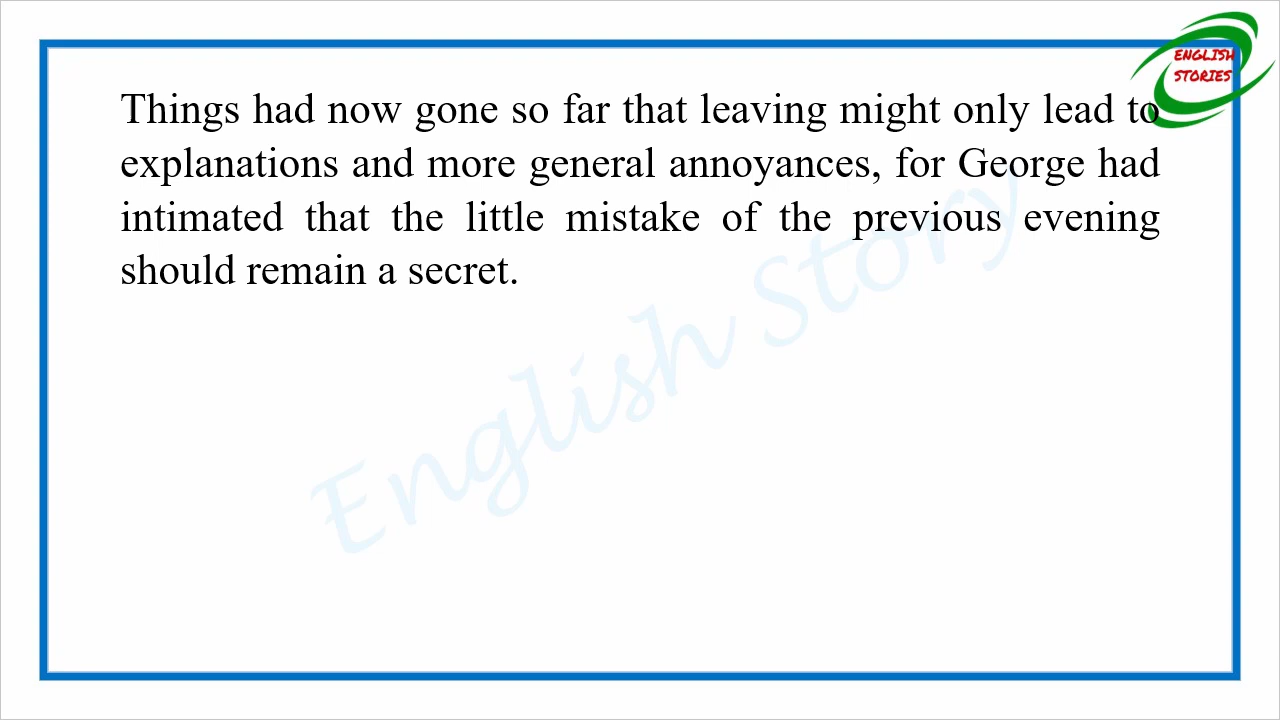 ENGLISH
STORIES
Things had now gone so far that leaving might only lead to
explanations and more general annoyances, for George had
intimated that the little mistake of the previous evening
should remain a secret.
English Story